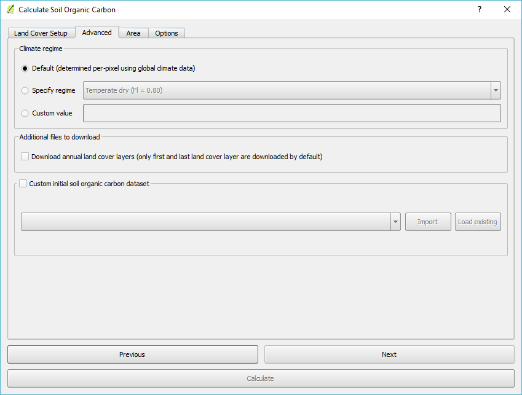 Calculate Soil Organic Carbon
? ×
Land Cover Setup Advanced Area Options
Climate regime
Default (determined per-pixel using global climate data)
Specify regime Temperate dry (Fl = 0.80)
Custom value
Additional files to download
Download annual land cover layers (only first and last land cover layer are downloaded by default)
Custom initial soil organic carbon dataset
Import Load existing
Previous Next
Calculate